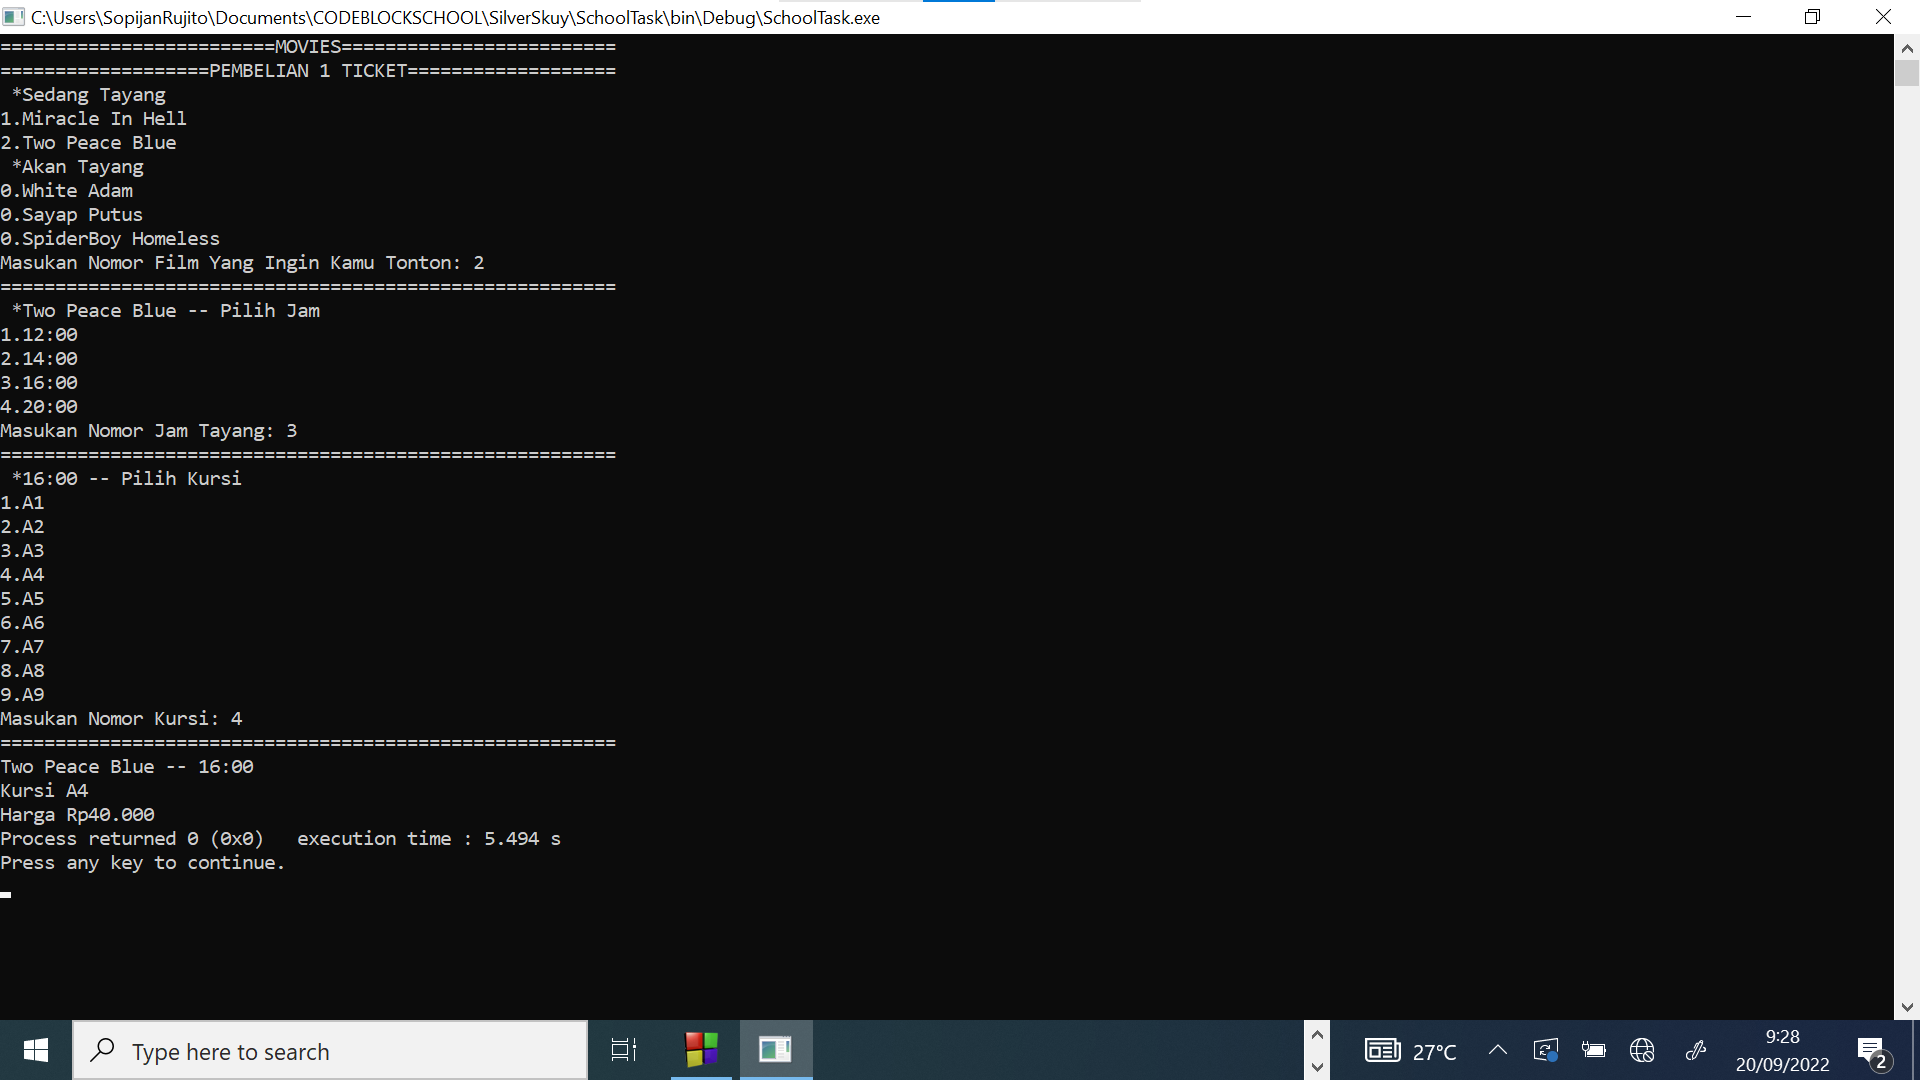 C:\Users\SopijanRujito\Documents\CODEBLOCKSCHOOL\SilverSkuy\SchoolTask\bin\Debug\SchoolTask.exe
=========================MOVIES=========================
===================PEMBELIAN 1 TICKET===================
 *Sedang Tayang
1.Miracle In Hell
2.Two Peace Blue
 *Akan Tayang
0.White Adam
0.Sayap Putus
0.SpiderBoy Homeless
Masukan Nomor Film Yang Ingin Kamu Tonton: 2
========================================================
 *Two Peace Blue -- Pilih Jam
1.12:00
2.14:00
3.16:00
4.20:00
Masukan Nomor Jam Tayang: 3
========================================================
 *16:00 -- Pilih Kursi
1.A1
2.A2
3.A3
4.A4
5.A5
6.A6
7.A7
8.A8
9.A9
Masukan Nomor Kursi: 4
========================================================
Two Peace Blue -- 16:00
Kursi A4
Harga Rp40.000
Process returned 0 (0x0)   execution time : 5.494 s
Press any key to continue.
Type here to search
27°C
9:28
20/09/2022
2